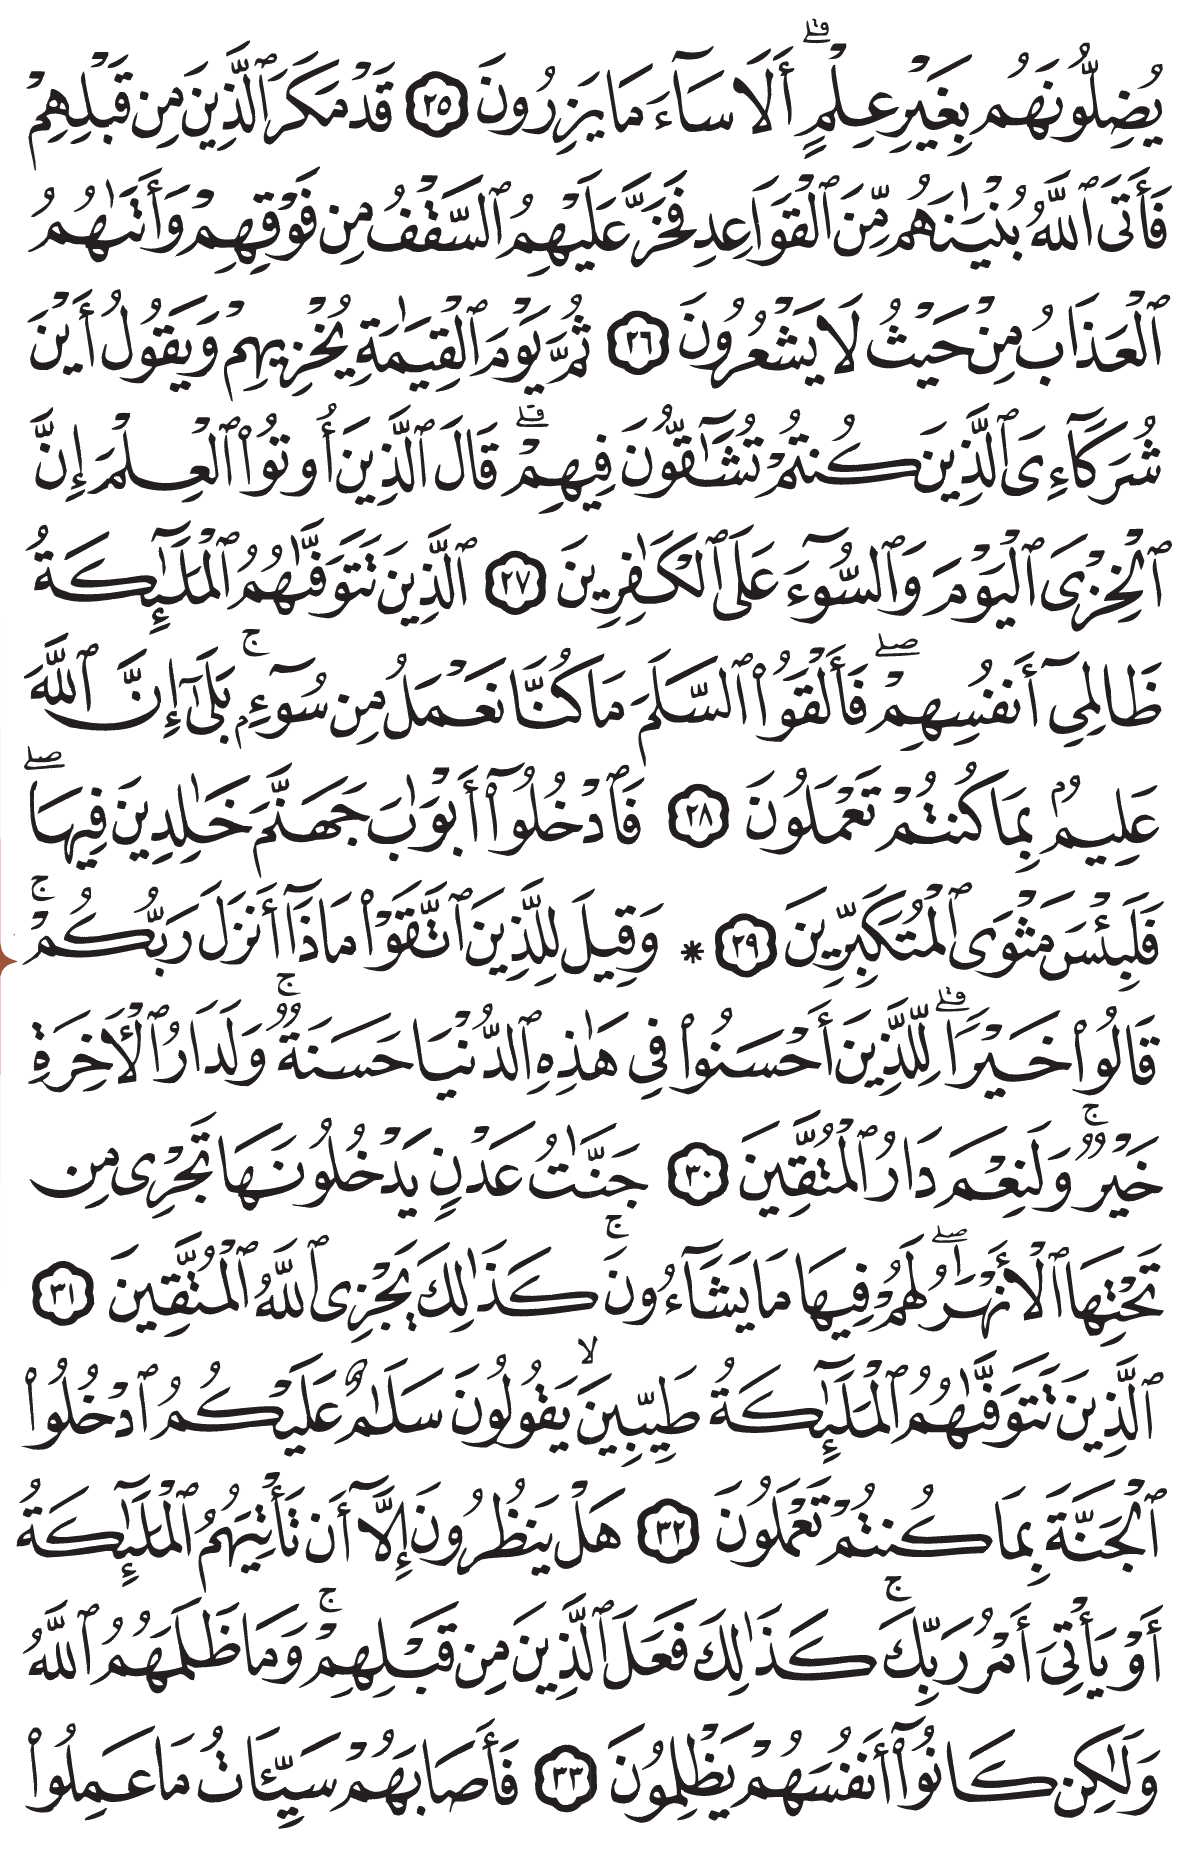 يُضِلُّونَهُم بِغَيْرِ عِلْمٍ ۗ أَلَا سَآءَ مَا يَزِرُونَ ٢٥ قَدْ مَكَرَ ٱلَّذِينَ مِن قَبْلِهِمْ
فَأَتَى ٱللَّهُ بُنْيَـٰنَهُم مِّنَ ٱلْقَوَاعِدِ فَخَرَّ عَلَيْهِمُ ٱلسَّقْفُ مِن فَوْقِهِمْ وَأَتَىٰهُمُ
ٱلْعَذَابُ مِنْ حَيْثُ لَا يَشْعُرُونَ ٢٦ ثُمَّ يَوْمَ ٱلْقِيَـٰمَةِ يُخْزِيهِمْ وَيَقُولُ أَيْنَ
شُرَكَآءِىَ ٱلَّذِينَ كُنتُمْ تُشَـٰٓقُّونَ فِيهِمْ ۚ قَالَ ٱلَّذِينَ أُوتُوا۟ ٱلْعِلْمَ إِنَّ
ٱلْخِزْىَ ٱلْيَوْمَ وَٱلسُّوٓءَ عَلَى ٱلْكَـٰفِرِينَ ٢٧ ٱلَّذِينَ تَتَوَفَّىٰهُمُ ٱلْمَلَـٰٓئِكَةُ
ظَالِمِىٓ أَنفُسِهِمْ ۖ فَأَلْقَوُا۟ ٱلسَّلَمَ مَا كُنَّا نَعْمَلُ مِن سُوٓءٍۭ ۚ بَلَىٰٓ إِنَّ ٱللَّهَ
عَلِيمٌۢ بِمَا كُنتُمْ تَعْمَلُونَ ٢٨ فَٱدْخُلُوٓا۟ أَبْوَٰبَ جَهَنَّمَ خَـٰلِدِينَ فِيهَا ۖ
فَلَبِئْسَ مَثْوَى ٱلْمُتَكَبِّرِينَ ٢٩ * وَقِيلَ لِلَّذِينَ ٱتَّقَوْا۟ مَاذَآ أَنزَلَ رَبُّكُمْ ۚ
قَالُوا۟ خَيْرًا ۗ لِّلَّذِينَ أَحْسَنُوا۟ فِى هَـٰذِهِ ٱلدُّنْيَا حَسَنَةٌ ۚ وَلَدَارُ ٱلْـَٔاخِرَةِ
خَيْرٌ ۚ وَلَنِعْمَ دَارُ ٱلْمُتَّقِينَ ٣٠ جَنَّـٰتُ عَدْنٍ يَدْخُلُونَهَا تَجْرِى مِن
تَحْتِهَا ٱلْأَنْهَـٰرُ ۖ لَهُمْ فِيهَا مَا يَشَآءُونَ ۚ كَذَٰلِكَ يَجْزِى ٱللَّهُ ٱلْمُتَّقِينَ ٣١
ٱلَّذِينَ تَتَوَفَّىٰهُمُ ٱلْمَلَـٰٓئِكَةُ طَيِّبِينَ ۙ يَقُولُونَ سَلَـٰمٌ عَلَيْكُمُ ٱدْخُلُوا۟
ٱلْجَنَّةَ بِمَا كُنتُمْ تَعْمَلُونَ ٣٢ هَلْ يَنظُرُونَ إِلَّآ أَن تَأْتِيَهُمُ ٱلْمَلَـٰٓئِكَةُ
أَوْ يَأْتِىَ أَمْرُ رَبِّكَ ۚ كَذَٰلِكَ فَعَلَ ٱلَّذِينَ مِن قَبْلِهِمْ ۚ وَمَا ظَلَمَهُمُ ٱللَّهُ
وَلَـٰكِن كَانُوٓا۟ أَنفُسَهُمْ يَظْلِمُونَ ٣٣ فَأَصَابَهُمْ سَيِّـَٔاتُ مَا عَمِلُوا۟